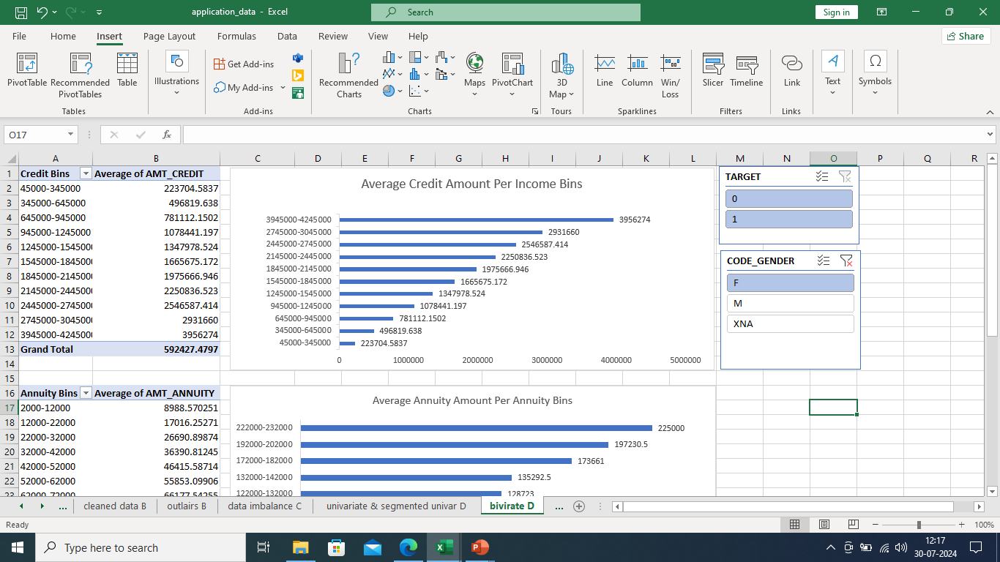 application_data - Excel
Search
Sign in
File Home Insert Page Layout Formulas Data Review View Help
Share
PivotTable Recommended PivotTables Table
Illustrations
Get Add-ins
My Add-ins
Recommended Charts
Maps PivotChart
3D Map
Line Column Win/Loss
Slicer Timeline
Link
Text
Symbols
Tables Add-ins Charts Tours Sparklines Filters Links
O17
fx
A B C D E F G H I J K L M N O P Q R
1 Credit Bins Average of AMT_CREDIT
2 45000-345000 223704.5837
3 345000-645000 496819.638
4 645000-945000 781112.1502
5 945000-1245000 1078441.197
6 1245000-154500 1347978.524
7 1545000-184500 1665675.172
8 1845000-214500 1975666.946
9 2145000-244500 2250836.523
10 2445000-274500 2546587.414
11 2745000-304500 2931660
12 3945000-424500 3956274
13 Grand Total 592427.4797
14
15
16 Annuity Bins Average of AMT_ANNUITY
17 2000-12000 8988.570251
18 12000-22000 17016.25271
19 22000-32000 26690.89874
20 32000-42000 36390.81245
21 42000-52000 46415.58714
22 52000-62000 55853.09906
23 62000-72000 66177.54255
Average Credit Amount Per Income Bins
3945000-4245000 3956274
2745000-3045000 2931660
2445000-2745000 2546587.414
2145000-2445000 2250836.523
1845000-2145000 1975666.946
1545000-1845000 1665675.172
1245000-1545000 1347978.524
945000-1245000 1078441.197
645000-945000 781112.1502
345000-645000 496819.638
45000-345000 223704.5837
0 1000000 2000000 3000000 4000000 5000000
TARGET
0
1
CODE_GENDER
F
M
XNA
Average Annuity Amount Per Annuity Bins
222000-232000 225000
192000-202000 197230.5
172000-182000 173661
132000-142000 135292.5
122000-132000 128723
... cleaned data B outlairs B data imbalance C univariate & segmented univar D bivirate D ...
Ready
100%
Type here to search
12:17
30-07-2024